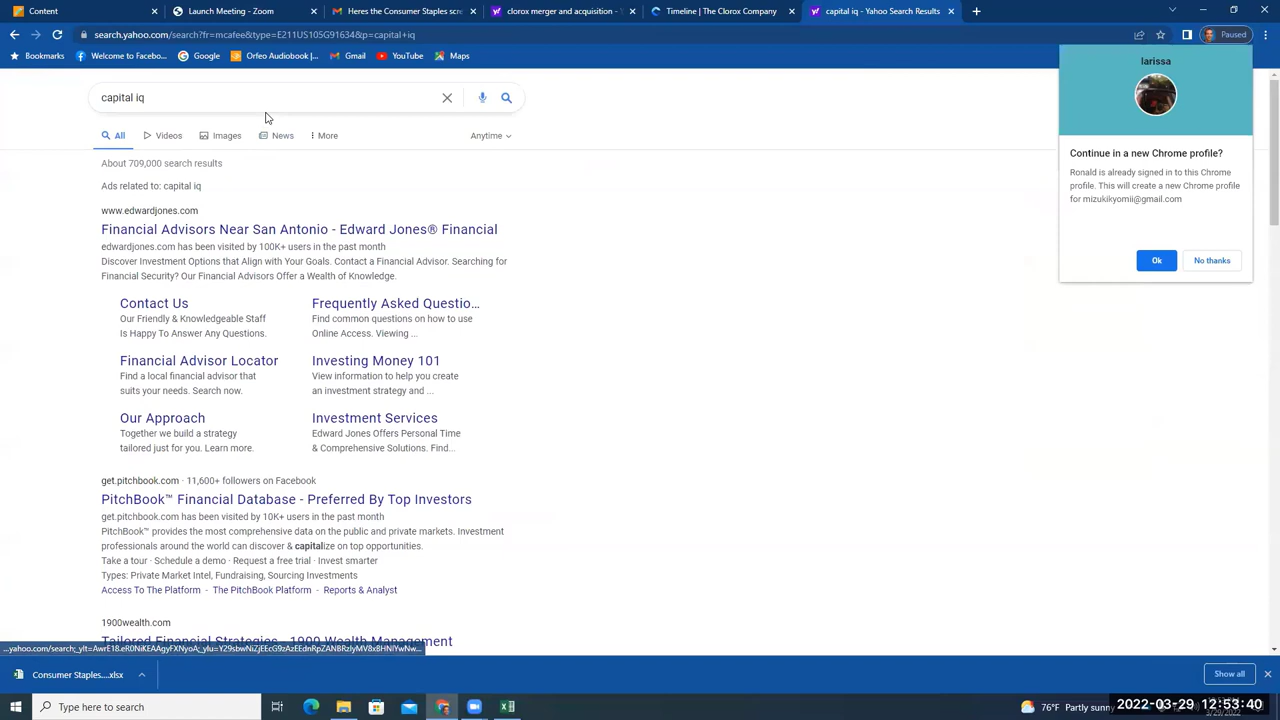 Content
Launch Meeting - Zoom
Heres the Consumer Staples scre
clorox merger and acquisition - 
Timeline | The Clorox Company
capital iq - Yahoo Search Results
search.yahoo.com/search?fr=mcafee&type=E211US105G91634&p=capital+iq
Paused
Bookmarks
Welcome to Facebo...
Google
Orfeo Audiobook |...
Gmail
YouTube
Maps
larissa
Continue in a new Chrome profile?
Ronald is already signed in to this Chrome
profile. This will create a new Chrome profile
for mizukikyomii@gmail.com
Ok
No thanks
capital iq
All
Videos
Images
News
More
Anytime
About 709,000 search results
Ads related to: capital iq
www.edwardjones.com
Financial Advisors Near San Antonio - Edward Jones® Financial
edwardjones.com has been visited by 100K+ users in the past month
Discover Investment Options that Align with Your Goals. Contact a Financial Advisor. Searching for
Financial Security? Our Financial Advisors Offer a Wealth of Knowledge.
Contact Us
Our Friendly & Knowledgeable Staff
Is Happy To Answer Any Questions.
Frequently Asked Questio...
Find common questions on how to use
Online Access. Viewing ...
Financial Advisor Locator
Find a local financial advisor that
suits your needs. Search now.
Investing Money 101
View information to help you create
an investment strategy and ...
Our Approach
Together we build a strategy
tailored just for you. Learn more.
Investment Services
Edward Jones Offers Personal Time
& Comprehensive Solutions. Find...
get.pitchbook.com · 11,600+ followers on Facebook
PitchBook™ Financial Database - Preferred By Top Investors
get.pitchbook.com has been visited by 10K+ users in the past month
PitchBook™ provides the most comprehensive data on the public and private markets. Investment
professionals around the world can discover & capitalize on top opportunities.
Take a tour · Schedule a demo · Request a free trial · Invest smarter
Types: Private Market Intel, Fundraising, Sourcing Investments
Access To The Platform - The PitchBook Platform - Reports & Analyst
1900wealth.com
Tailored Financial Strategies - 1900 Wealth Management
Consumer Staples....xlsx
Show all
Type here to search
76°F Partly sunny
2022-03-29 12:53:40